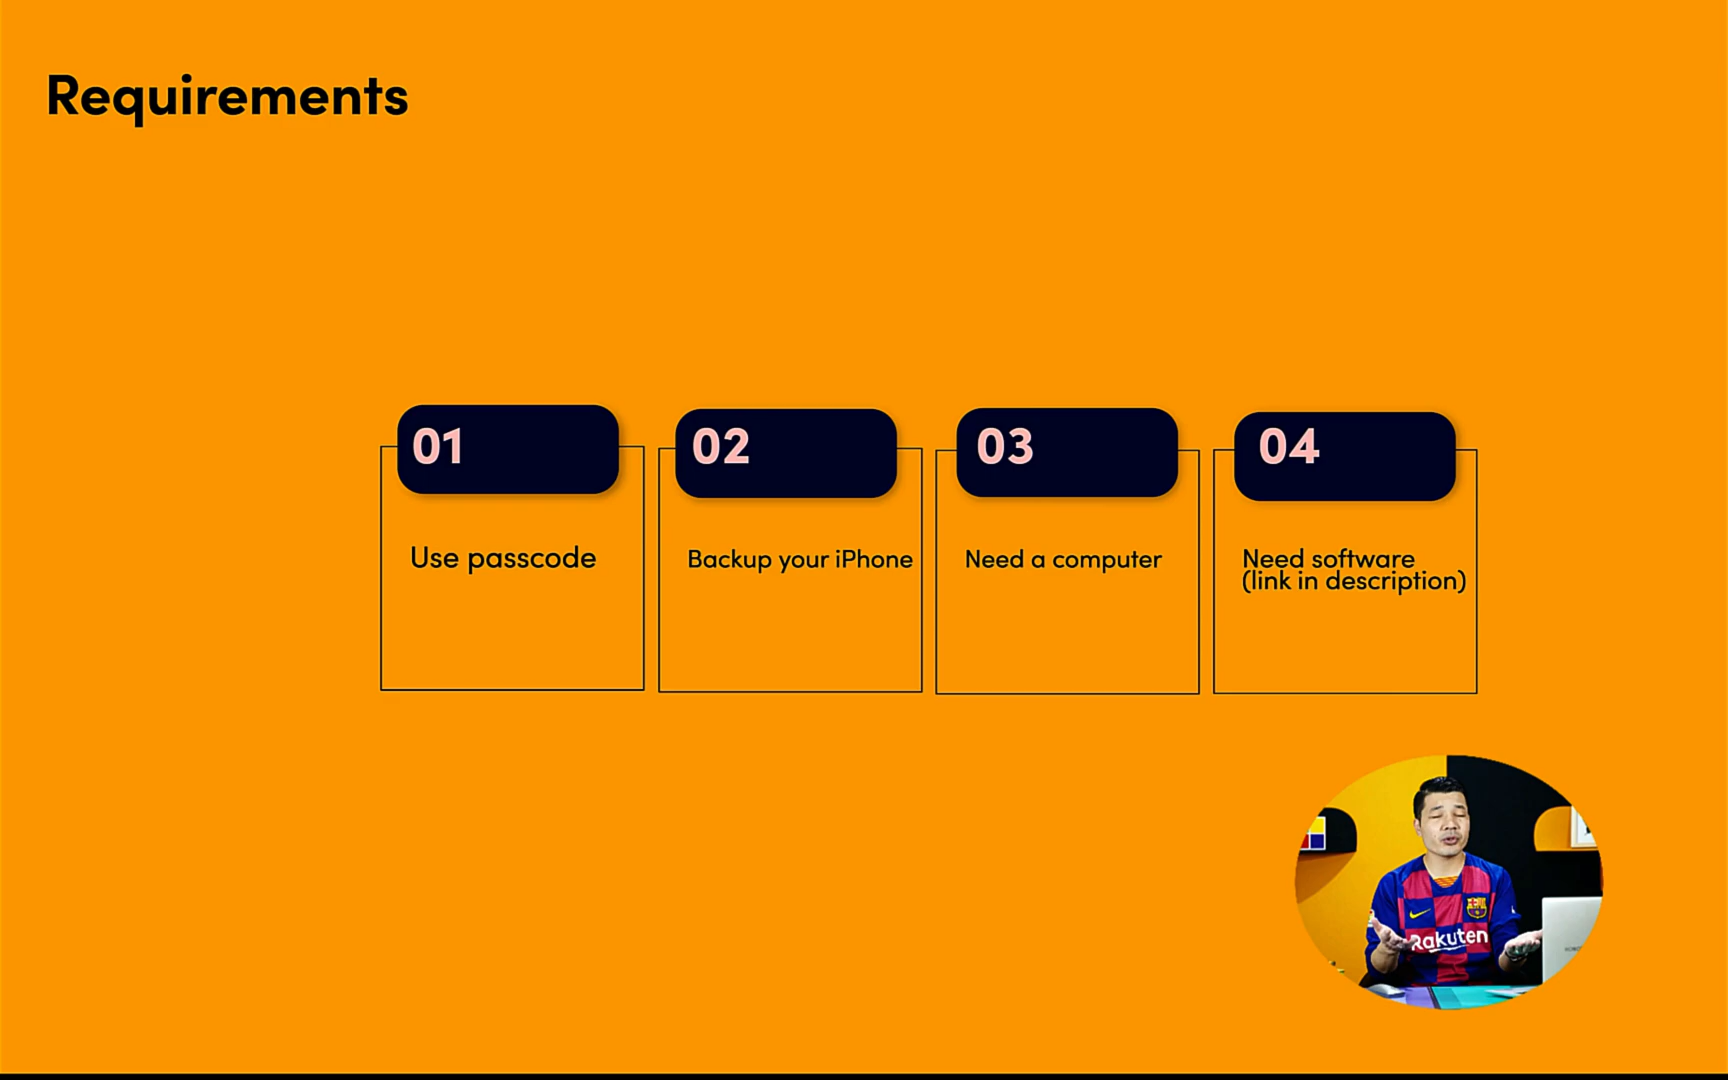 Requirements
01
02
03
04
Use passcode
Backup your iPhone
Need a computer
Need software
(link in description)
Rakuten